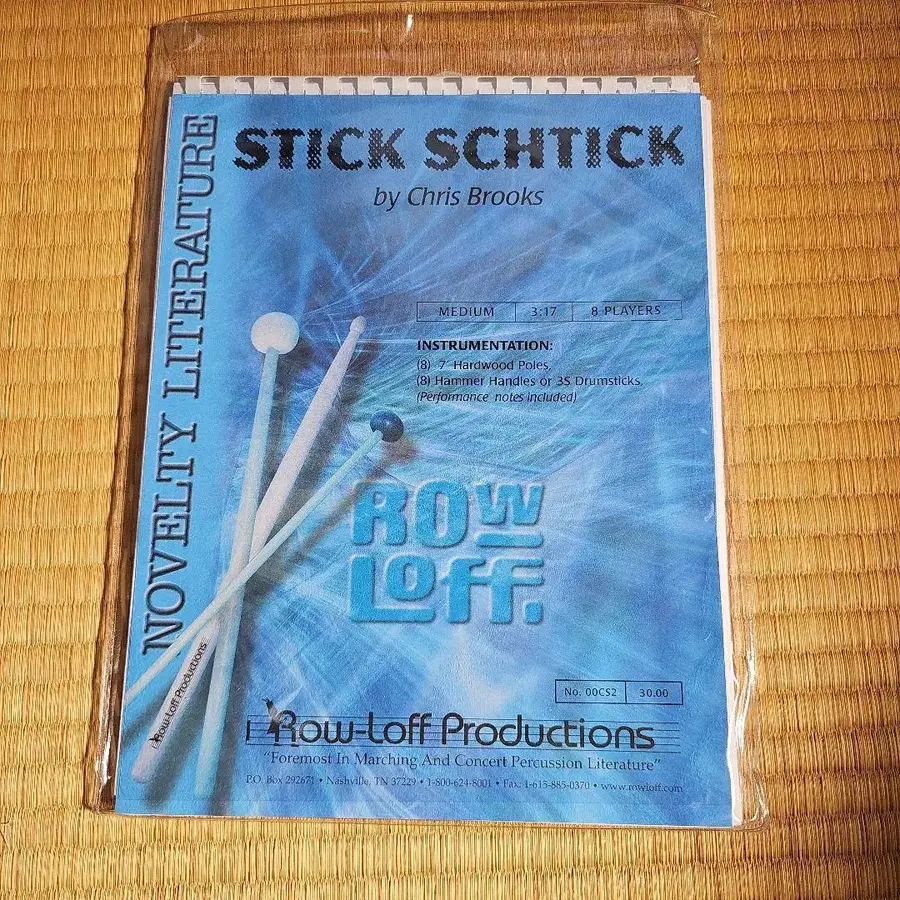 STICK SCHTICK
by Chris Brooks
NOVELTY LITERATURE
MEDIUM 3:17 8 PLAYERS
INSTRUMENTATION:
(8) 7' Hardwood Poles,
(8) Hammer Handles or 3S Drumsticks,
(Performance notes included)
ROW
LOFF.
Row-Loff Productions
No. 00CS2 30.00
Row-Loff Productions
"Foremost In Marching And Concert Percussion Literature"
P.O. Box 292671 • Nashville, TN 37229 • 1-800-624-8001 • Fax: 1-615-885-0370 • www.rowloff.com